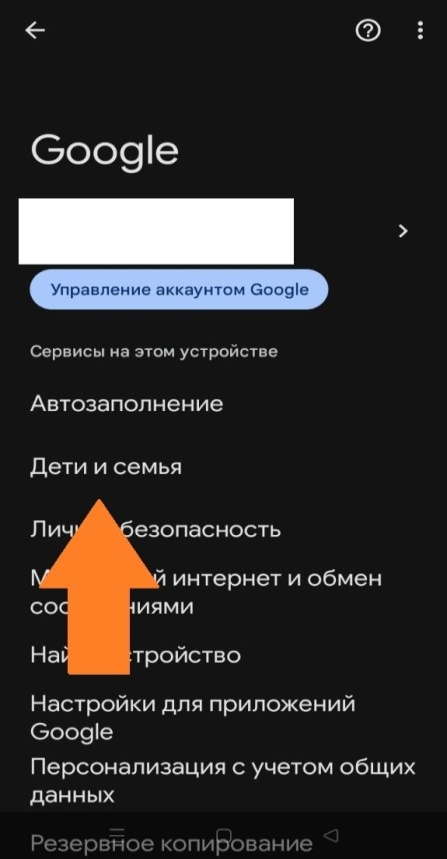 Google
Управление аккаунтом Google
Сервисы на этом устройстве
Автозаполнение
Дети и семья
безопасность
интернет и обмен
Настройки для приложений
Google
Персонализация с учетом общих
данных
Резервное копирование